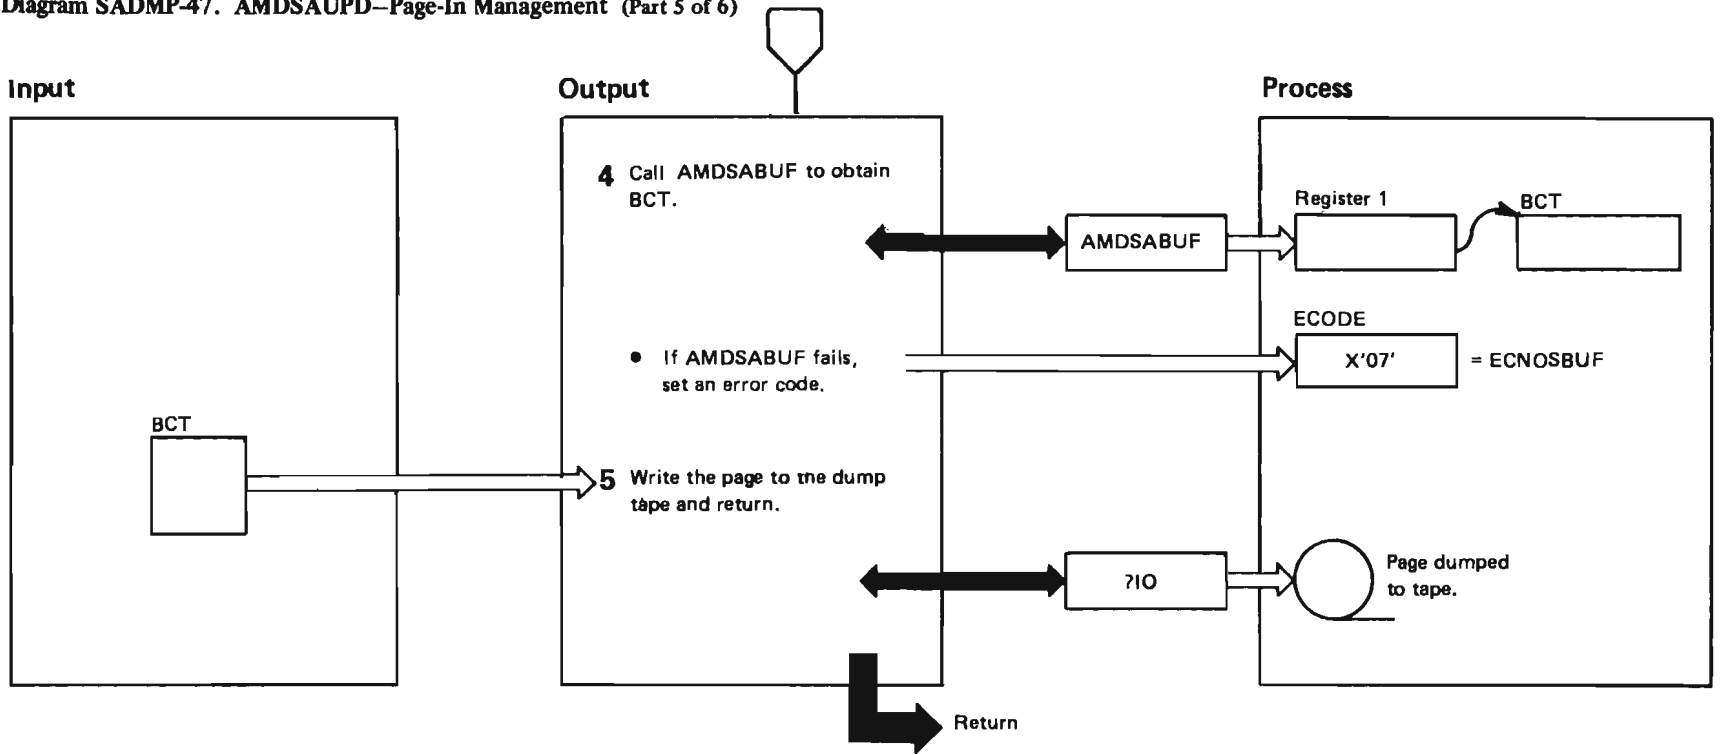 Diagram SADMP-47. AMDSAUPD—Page-In Management (Part 5 of 6)
Input
Output
Process
4 Call AMDSABUF to obtain
BCT.
AMDSABUF
Register 1
BCT
• If AMDSABUF fails,
set an error code.
ECODE
X'07'
= ECNOSBUF
BCT
5 Write the page to the dump
tape and return.
?IO
Page dumped
to tape.
Return